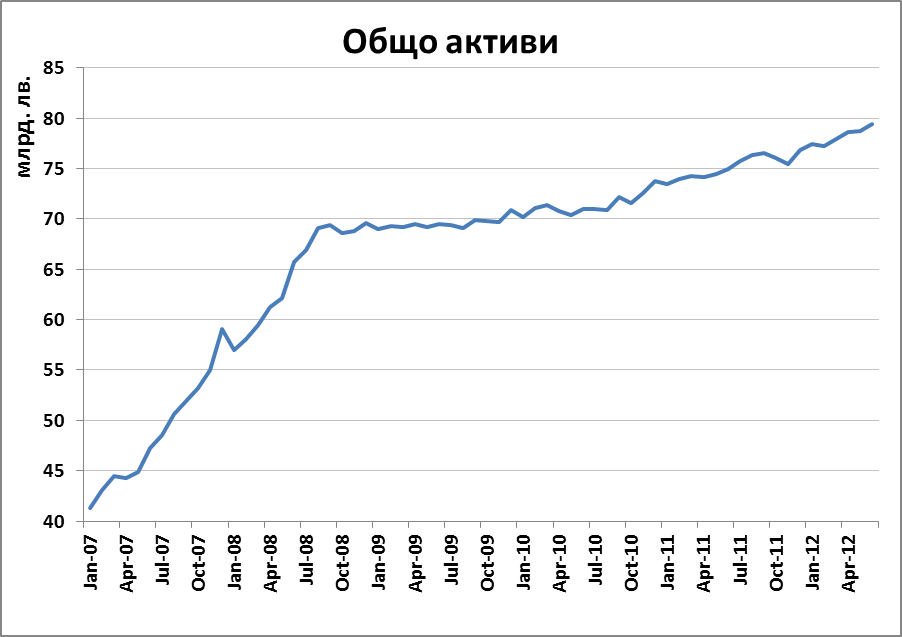 Общо активи
млрд. лв.
85
80
75
70
65
60
55
50
45
40
Jan-07
Apr-07
Jul-07
Oct-07
Jan-08
Apr-08
Jul-08
Oct-08
Jan-09
Apr-09
Jul-09
Oct-09
Jan-10
Apr-10
Jul-10
Oct-10
Jan-11
Apr-11
Jul-11
Oct-11
Jan-12
Apr-12